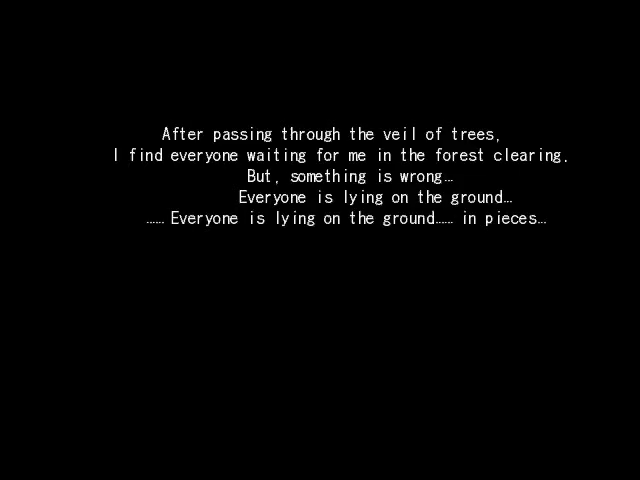 After passing through the veil of trees,
I find everyone waiting for me in the forest clearing.
But, something is wrong…
Everyone is lying on the ground…
…… Everyone is lying on the ground…… in pieces…